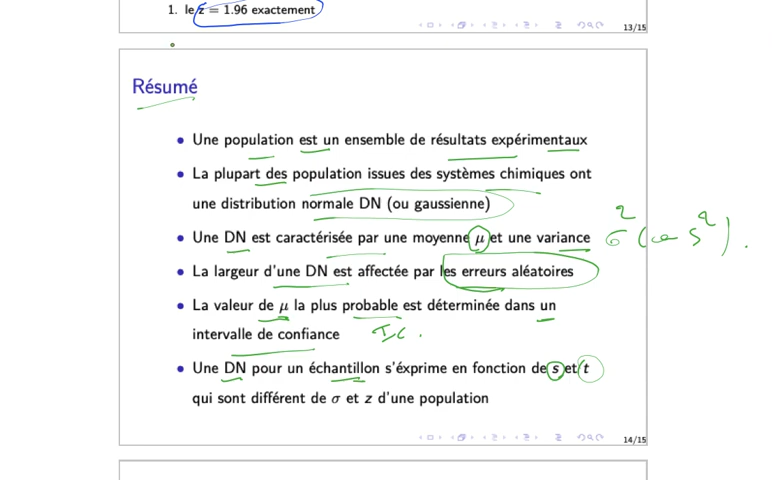 1. le z = 1.96 exactement
13/15
Résumé
• Une population est un ensemble de résultats expérimentaux
• La plupart des population issues des systèmes chimiques ont
une distribution normale DN (ou gaussienne)
• Une DN est caractérisée par une moyenne μ et une variance σ² (ou s²).
• La largeur d'une DN est affectée par les erreurs aléatoires
• La valeur de μ la plus probable est déterminée dans un
intervalle de confiance IC.
• Une DN pour un échantillon s'éxprime en fonction de s et t
qui sont différent de σ et z d'une population
14/15